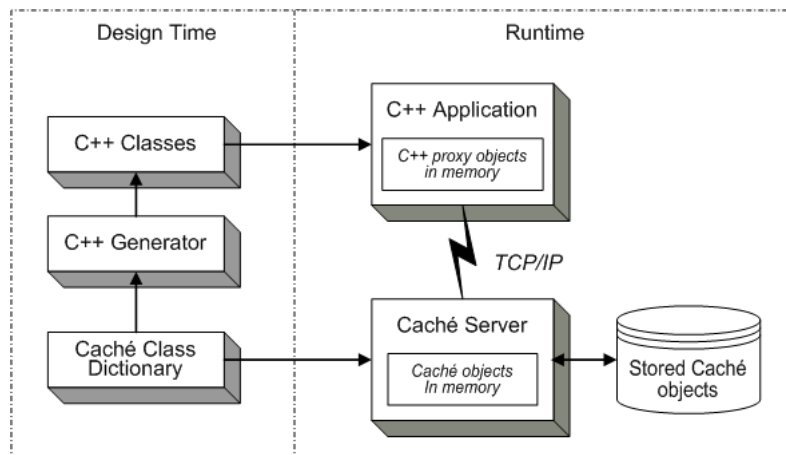 Design Time
Runtime
C++ Classes
C++ Generator
Caché Class
Dictionary
C++ Application
C++ proxy objects
in memory
TCP/IP
Caché Server
Caché objects
In memory
Stored Caché
objects